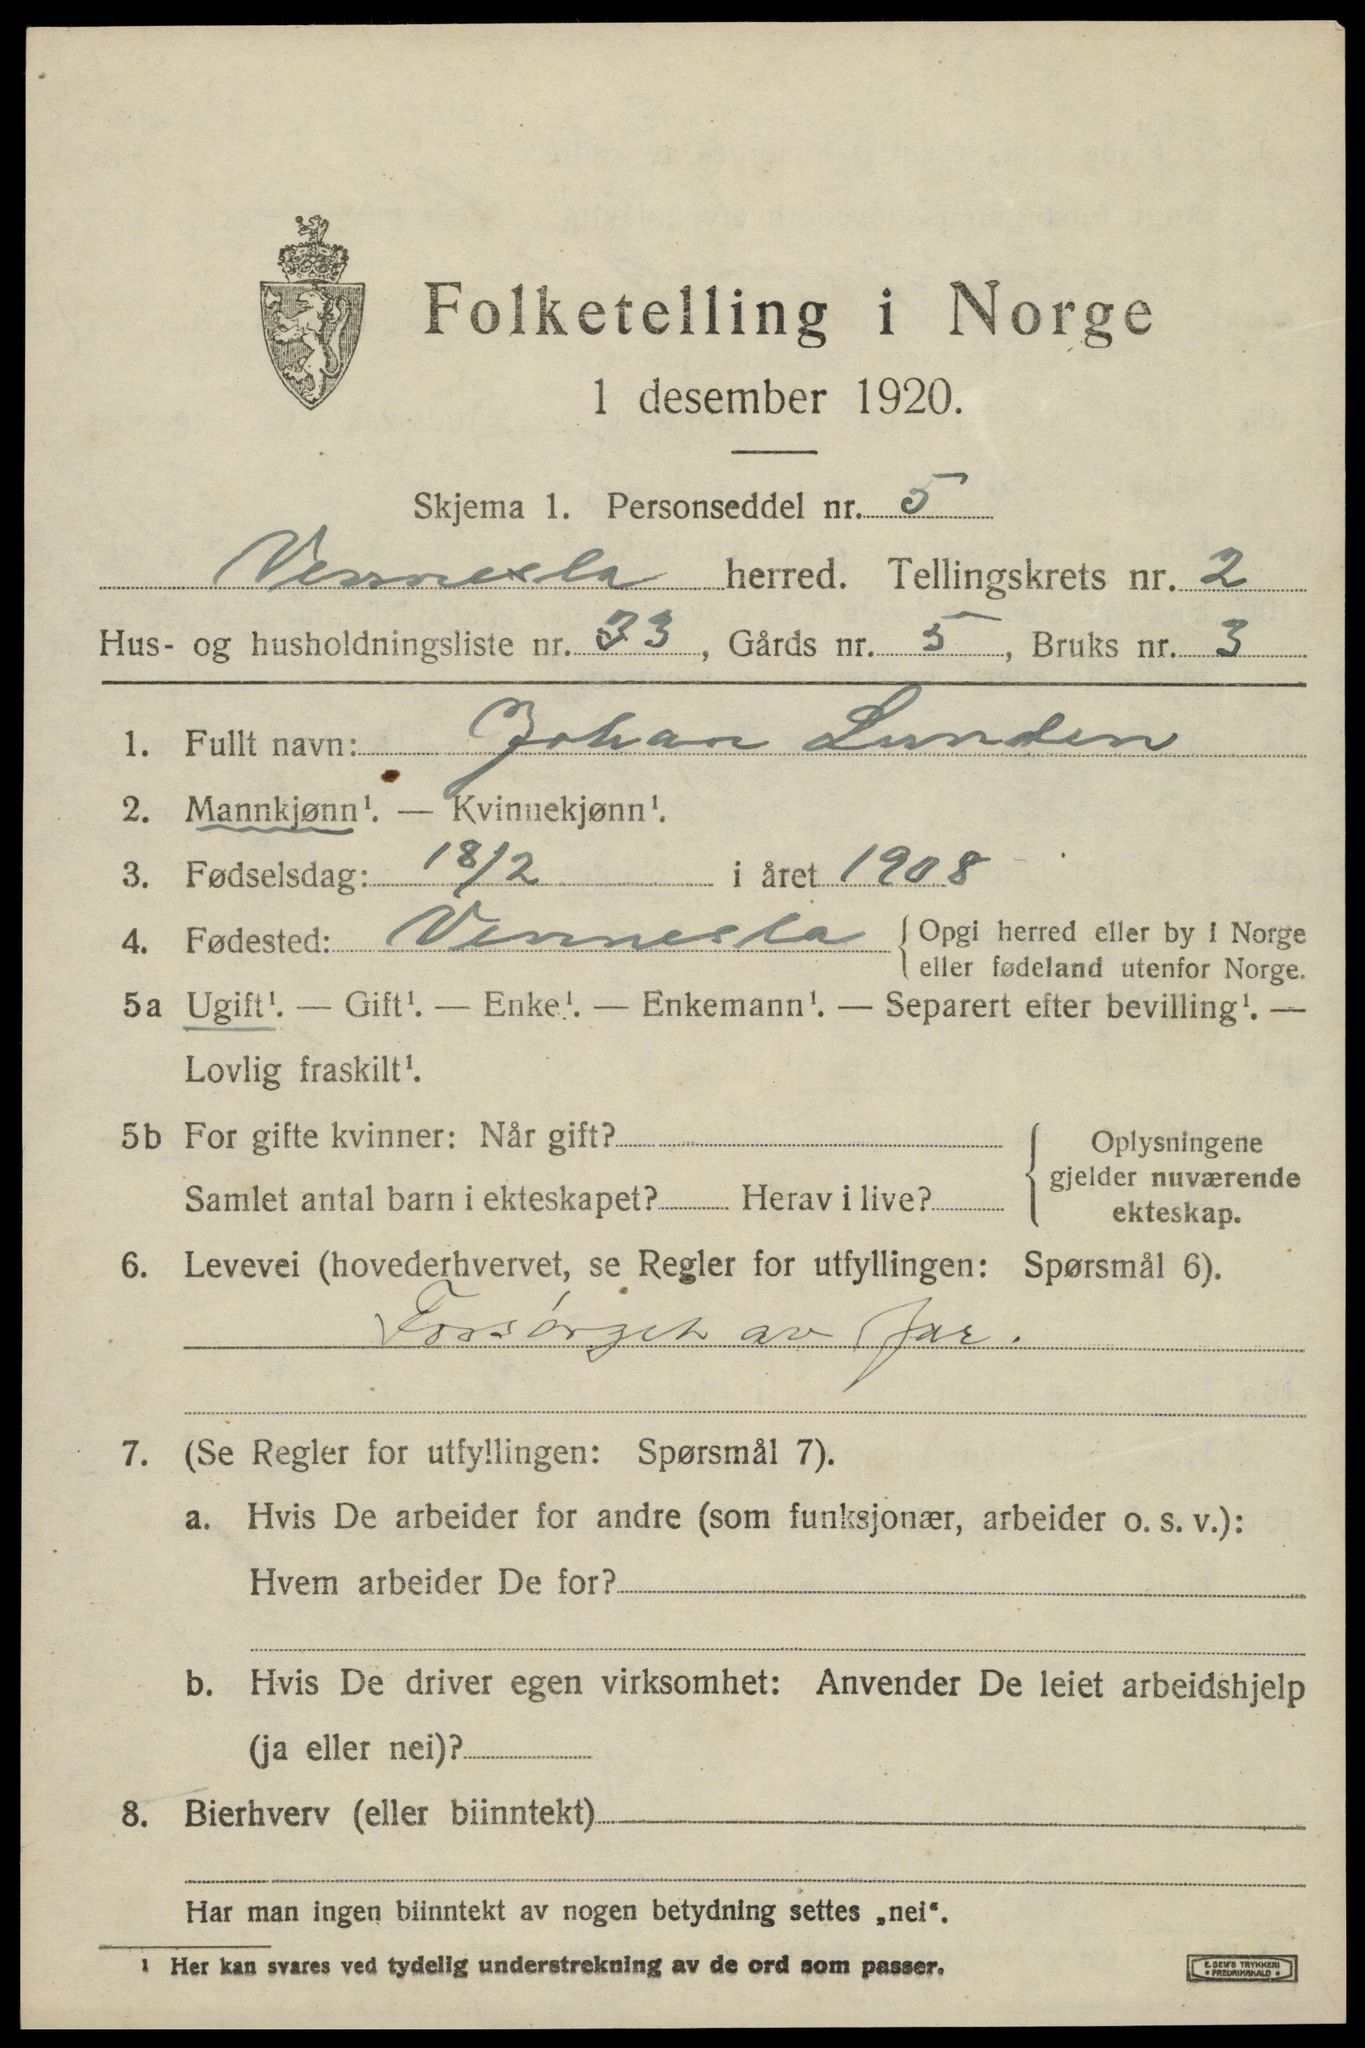 Folketelling i Norge
1 desember 1920.
Skjema 1. Personseddel nr. 5
Vennesla herred. Tellingskrets nr. 2
Hus- og husholdningsliste nr. 33, Gårds nr. 5, Bruks nr. 3
1. Fullt navn: Johan Lunden
2. Mannkjønn¹. — Kvinnekjønn¹.
3. Fødselsdag: 18/2 i året 1908
4. Fødested: Vennesla { Opgi herred eller by i Norge
eller fødeland utenfor Norge.
5a Ugift¹. — Gift¹. — Enke¹. — Enkemann¹. — Separert efter bevilling¹. —
Lovlig fraskilt¹.
5b For gifte kvinner: Når gift?
Samlet antal barn i ekteskapet? Herav i live?
{ Oplysningene
gjelder nuværende
ekteskap.
6. Levevei (hovederhvervet, se Regler for utfyllingen: Spørsmål 6).
Forsørget av far.
7. (Se Regler for utfyllingen: Spørsmål 7).
a. Hvis De arbeider for andre (som funksjonær, arbeider o. s. v.):
Hvem arbeider De for?
b. Hvis De driver egen virksomhet: Anvender De leiet arbeidshjelp
(ja eller nei)?
8. Bierhverv (eller biinntekt)
Har man ingen biinntekt av nogen betydning settes „nei“.
¹ Her kan svares ved tydelig understrekning av de ord som passer.
E. SEM'S TRYKKERI
FREDRIKSHALD